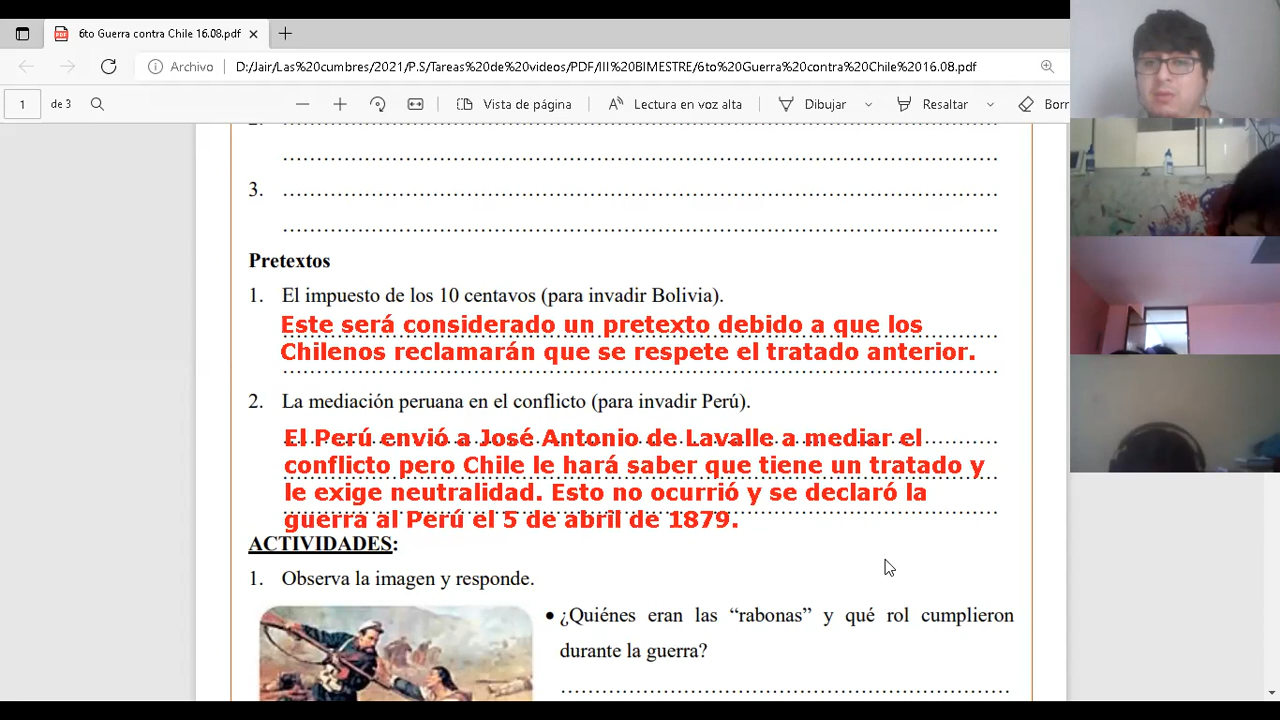 6to Guerra contra Chile 16.08.pdf
Archivo D:/Jair/Las%20cumbres/2021/P.S/Tareas%20de%20videos/PDF/III%20BIMESTRE/6to%20Guerra%20contra%20Chile%2016.08.pdf
1 de 3 Vista de página Lectura en voz alta Dibujar Resaltar Borr
3. ........................................................................
Pretextos
1. El impuesto de los 10 centavos (para invadir Bolivia).
Este será considerado un pretexto debido a que los
Chilenos reclamarán que se respete el tratado anterior.
2. La mediación peruana en el conflicto (para invadir Perú).
El Perú envió a José Antonio de Lavalle a mediar el
conflicto pero Chile le hará saber que tiene un tratado y
le exige neutralidad. Esto no ocurrió y se declaró la
guerra al Perú el 5 de abril de 1879.
ACTIVIDADES:
1. Observa la imagen y responde.
• ¿Quiénes eran las “rabonas” y qué rol cumplieron
durante la guerra?